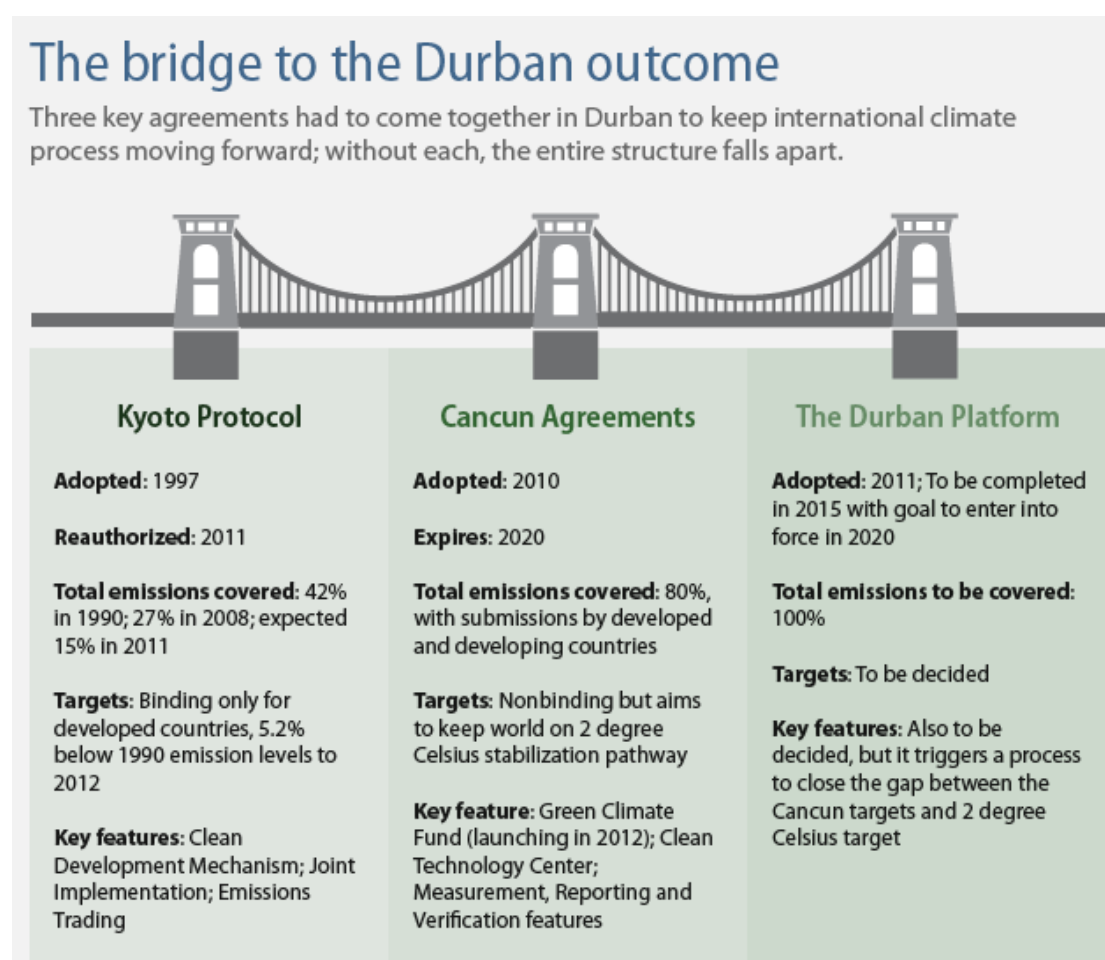 The bridge to the Durban outcome
Three key agreements had to come together in Durban to keep international climate
process moving forward; without each, the entire structure falls apart.
Kyoto Protocol
Adopted: 1997
Reauthorized: 2011
Total emissions covered: 42%
in 1990; 27% in 2008; expected
15% in 2011
Targets: Binding only for
developed countries, 5.2%
below 1990 emission levels to
2012
Key features: Clean
Development Mechanism; Joint
Implementation; Emissions
Trading
Cancun Agreements
Adopted: 2010
Expires: 2020
Total emissions covered: 80%,
with submissions by developed
and developing countries
Targets: Nonbinding but aims
to keep world on 2 degree
Celsius stabilization pathway
Key feature: Green Climate
Fund (launching in 2012); Clean
Technology Center;
Measurement, Reporting and
Verification features
The Durban Platform
Adopted: 2011; To be completed
in 2015 with goal to enter into
force in 2020
Total emissions to be covered:
100%
Targets: To be decided
Key features: Also to be
decided, but it triggers a process
to close the gap between the
Cancun targets and 2 degree
Celsius target